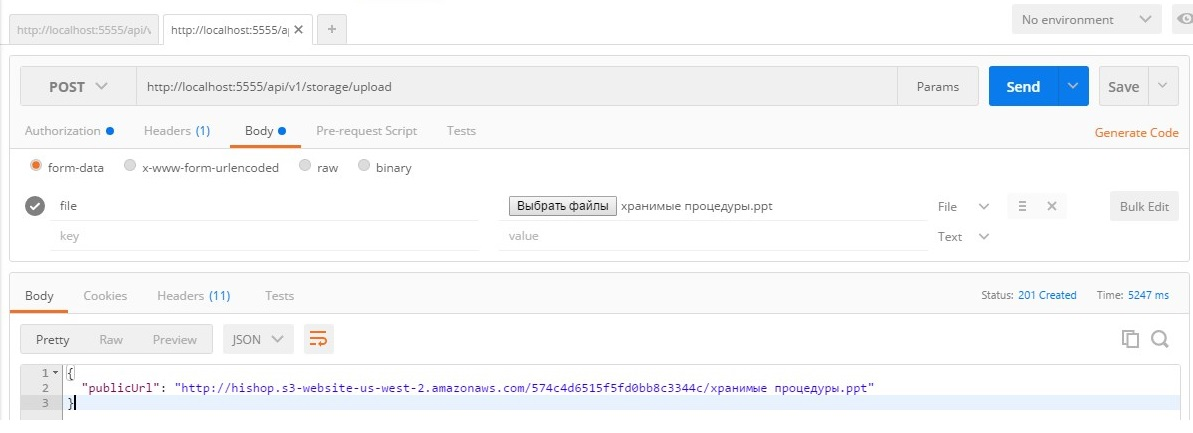 No environment
http://localhost:5555/api/v http://localhost:5555/a ✕ +
POST http://localhost:5555/api/v1/storage/upload Params Send Save
Authorization Headers (1) Body Pre-request Script Tests Generate Code
form-data x-www-form-urlencoded raw binary
file Выбрать файлы хранимые процедуры.ppt File Bulk Edit
key value Text
Body Cookies Headers (11) Tests Status: 201 Created Time: 5247 ms
Pretty Raw Preview JSON
1 {
2 "publicUrl": "http://hishop.s3-website-us-west-2.amazonaws.com/574c4d6515f5fd0bb8c3344c/хранимые процедуры.ppt"
3 }